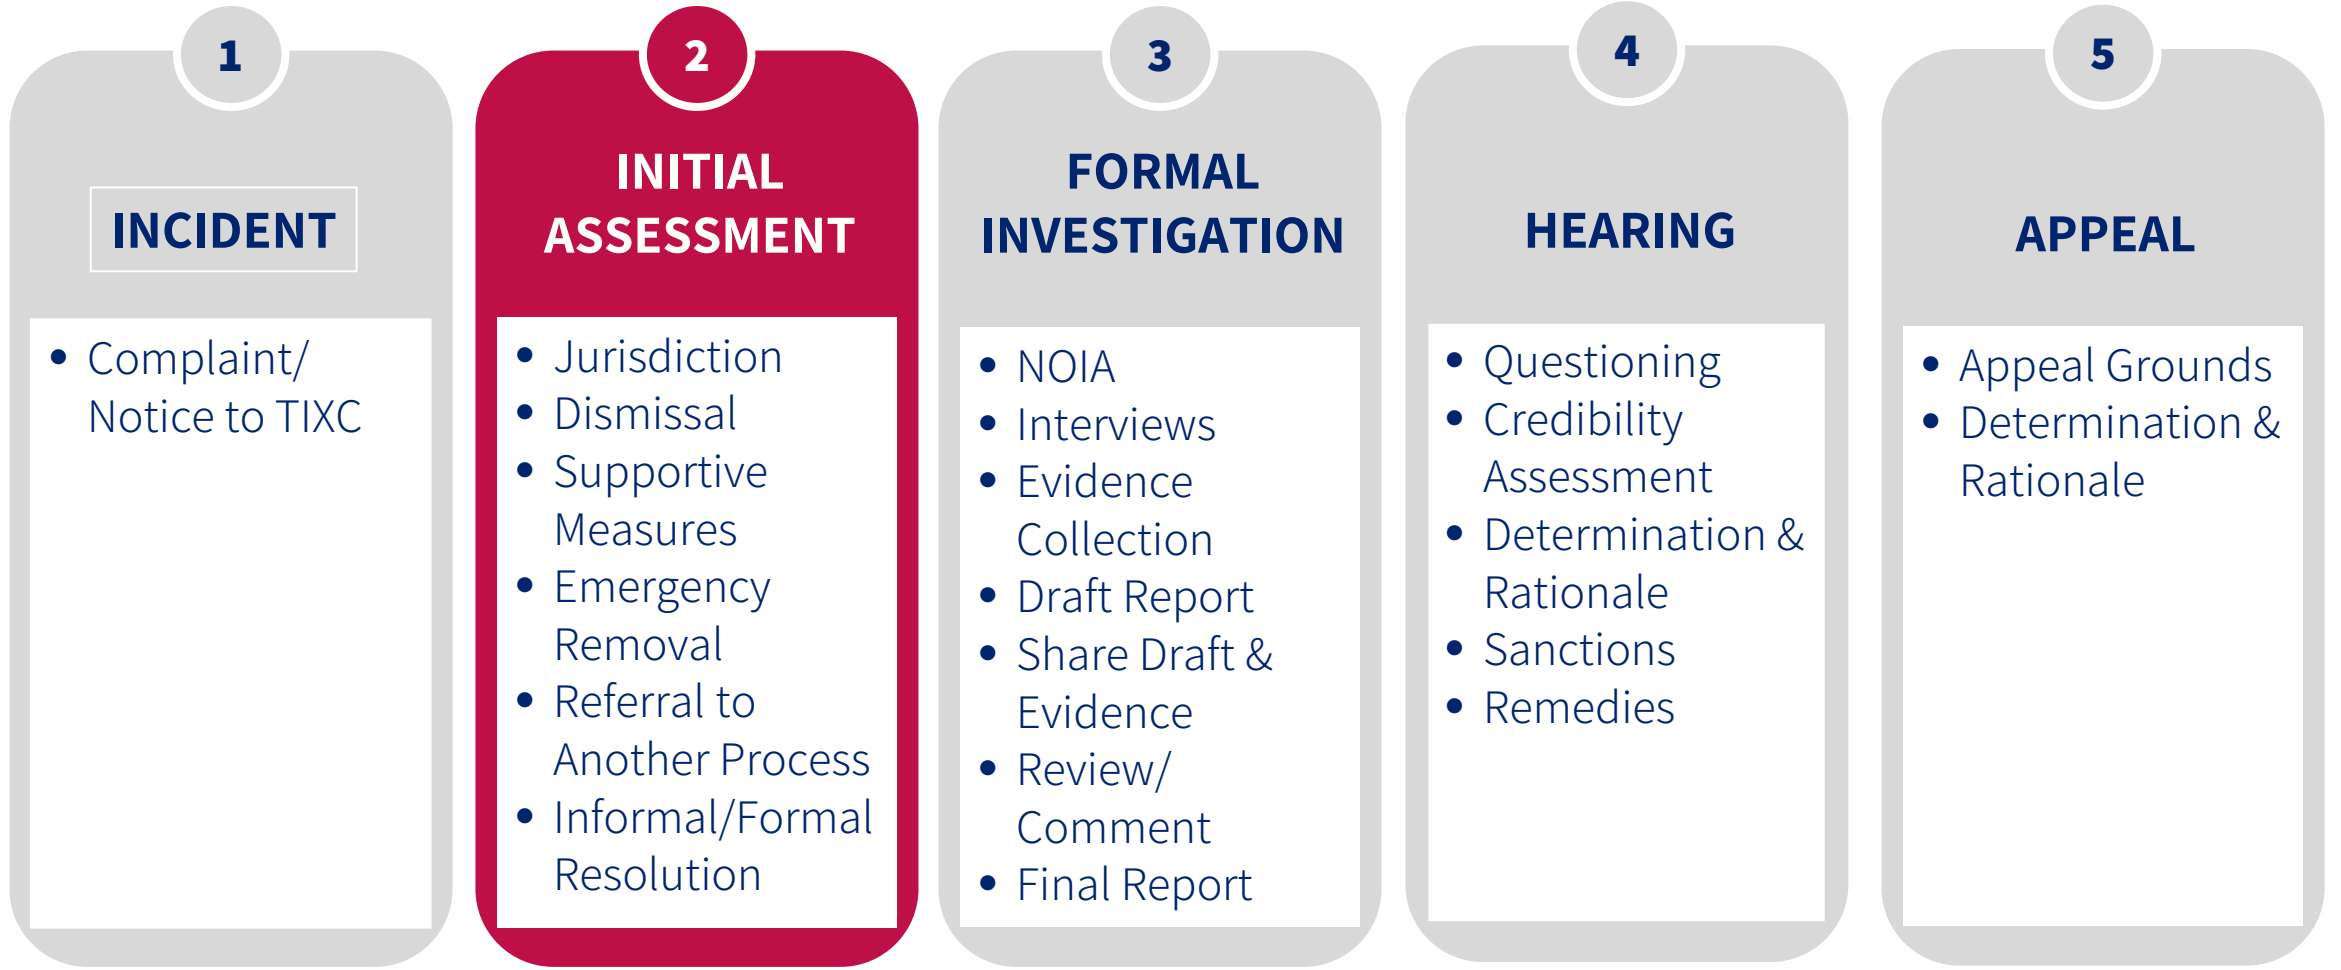 1
INCIDENT
• Complaint/
Notice to TIXC
2
INITIAL
ASSESSMENT
• Jurisdiction
• Dismissal
• Supportive
Measures
• Emergency
Removal
• Referral to
Another Process
• Informal/Formal
Resolution
3
FORMAL
INVESTIGATION
• NOIA
• Interviews
• Evidence
Collection
• Draft Report
• Share Draft &
Evidence
• Review/
Comment
• Final Report
4
HEARING
• Questioning
• Credibility
Assessment
• Determination &
Rationale
• Sanctions
• Remedies
5
APPEAL
• Appeal Grounds
• Determination &
Rationale